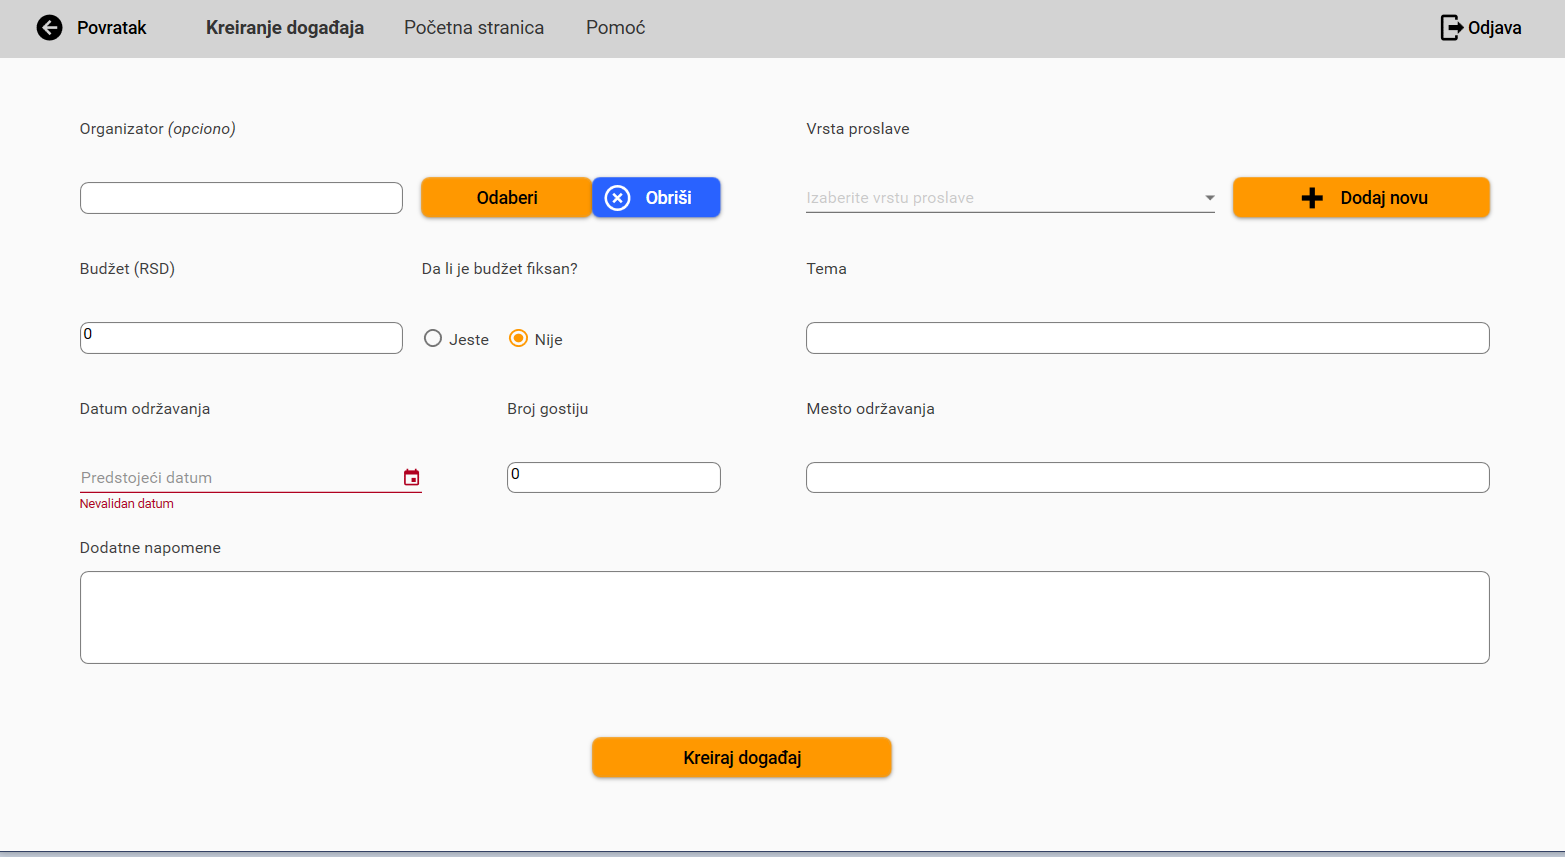 Povratak Kreiranje događaja Početna stranica Pomoć Odjava
Organizator (opciono) Vrsta proslave
Odaberi Obriši Izaberite vrstu proslave Dodaj novu
Budžet (RSD) Da li je budžet fiksan? Tema
0 Jeste Nije
Datum održavanja Broj gostiju Mesto održavanja
Predstojeći datum 0
Nevalidan datum
Dodatne napomene
Kreiraj događaj